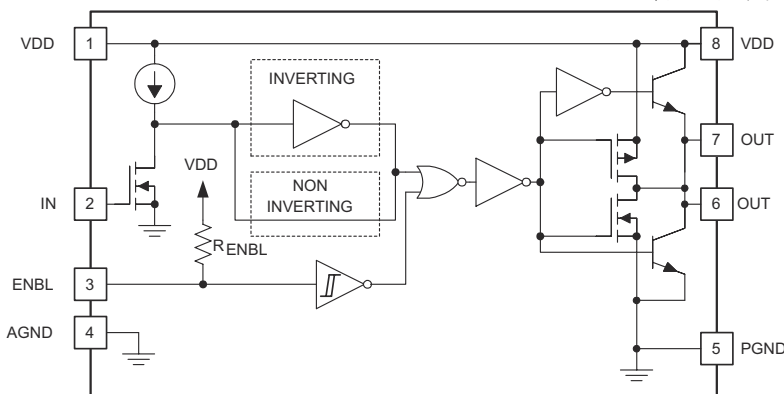 VDD 1
8 VDD
INVERTING
7 OUT
VDD
NON
INVERTING
IN 2
6 OUT
RENBL
ENBL 3
AGND 4
5 PGND